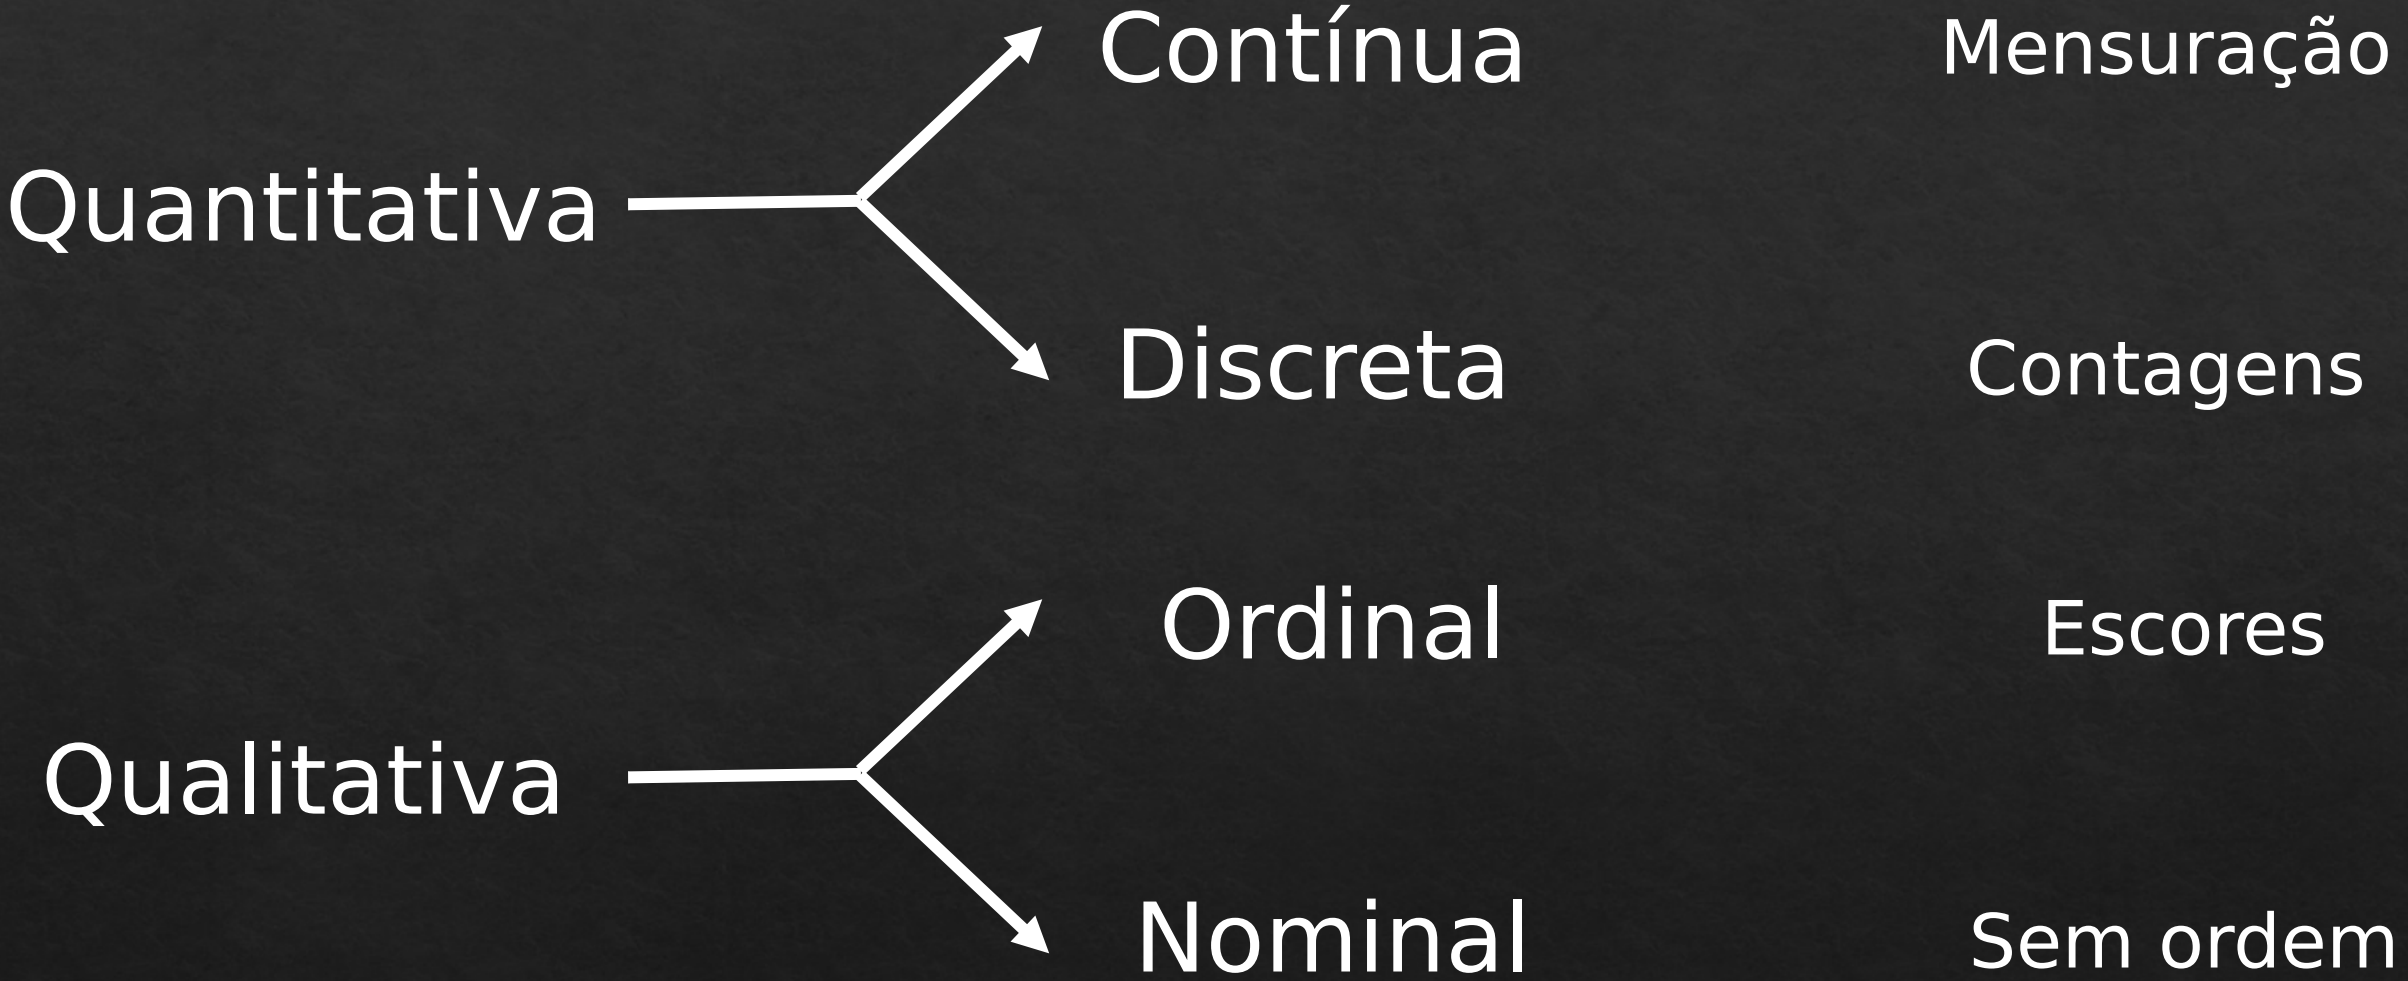 Contínua
Mensuração
Quantitativa
Discreta
Contagens
Ordinal
Escores
Qualitativa
Nominal
Sem ordem